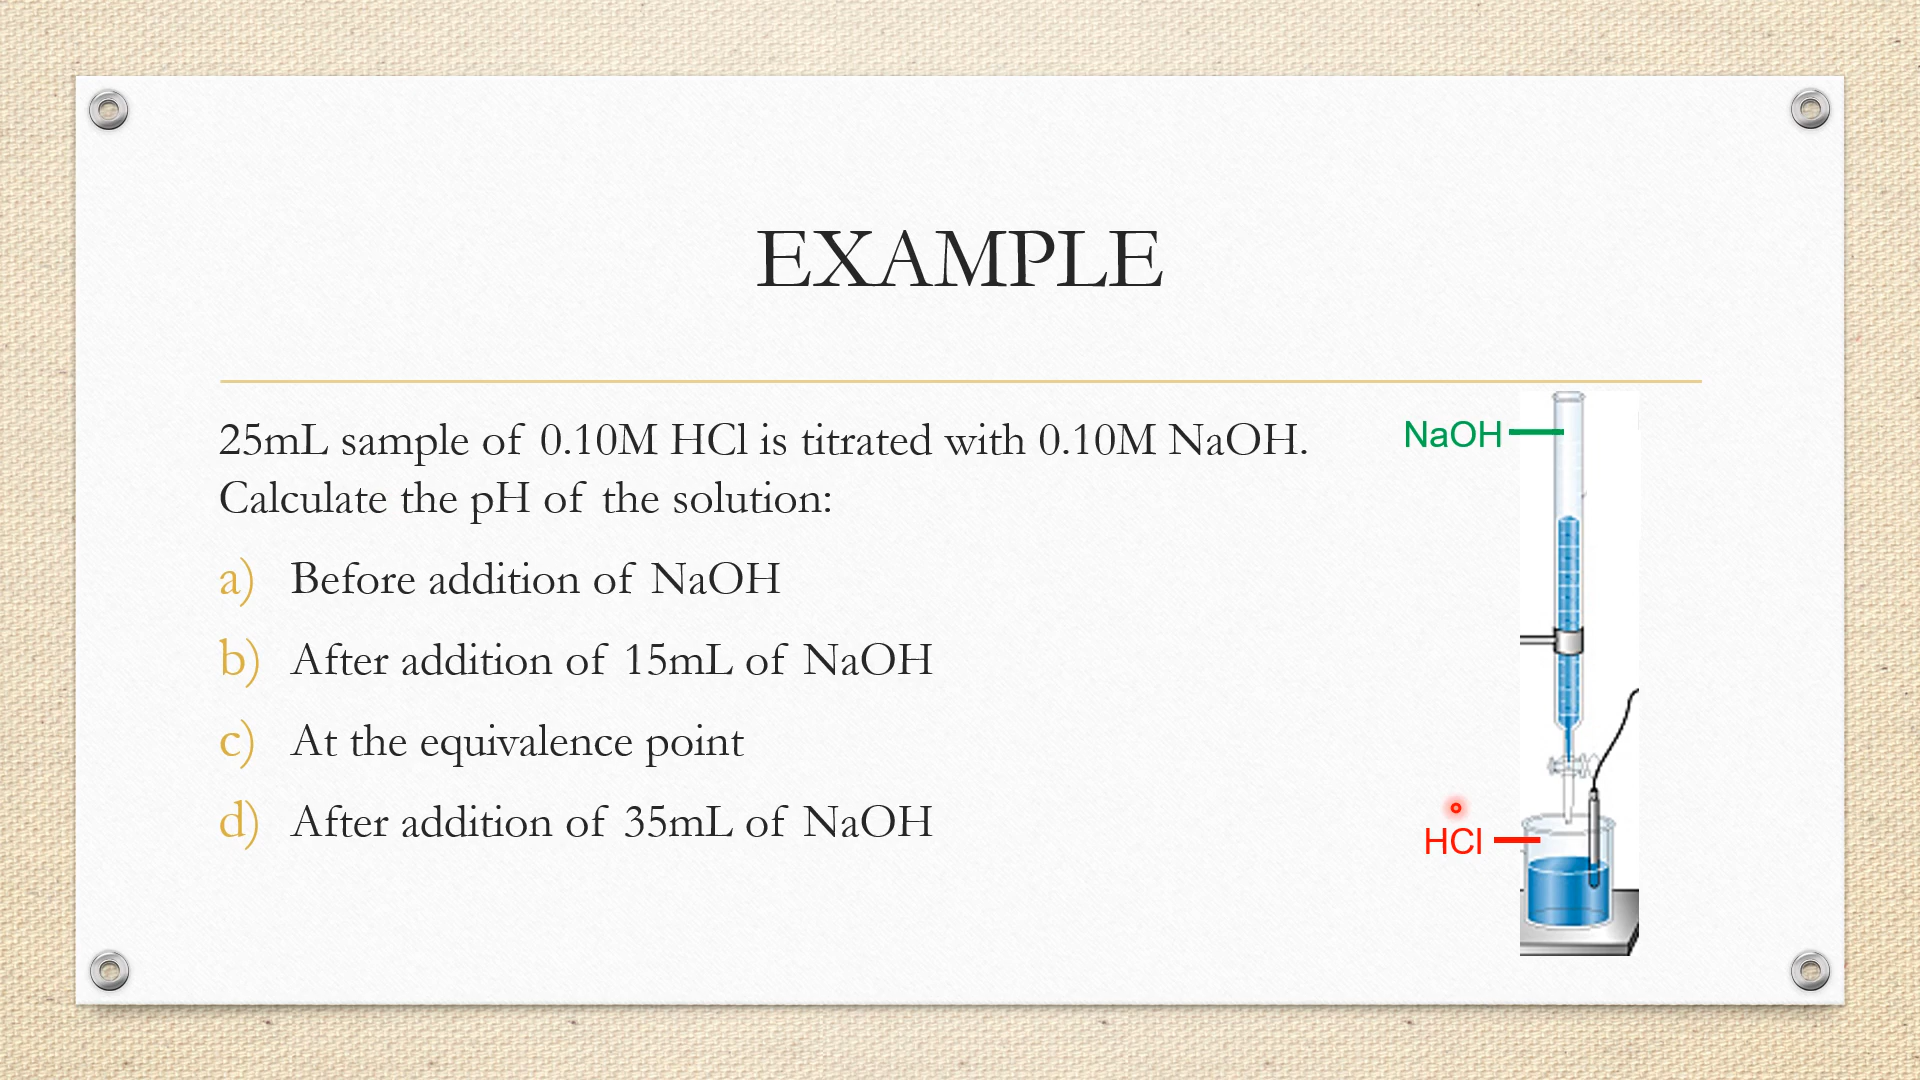 EXAMPLE
25mL sample of 0.10M HCl is titrated with 0.10M NaOH.
Calculate the pH of the solution:
a) Before addition of NaOH
b) After addition of 15mL of NaOH
c) At the equivalence point
d) After addition of 35mL of NaOH
NaOH
HCl